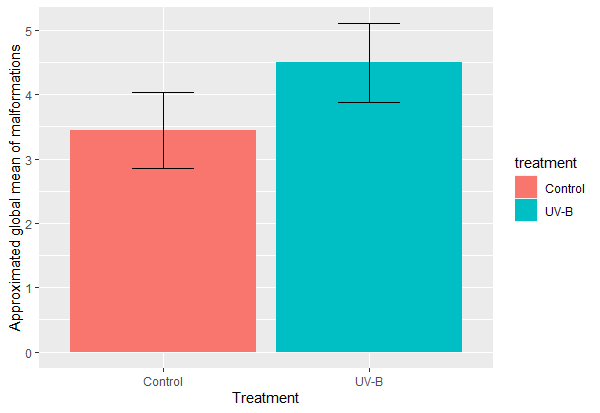 Approximated global mean of malformations
5
4
3
2
1
0
Control
UV-B
Treatment
treatment
Control
UV-B